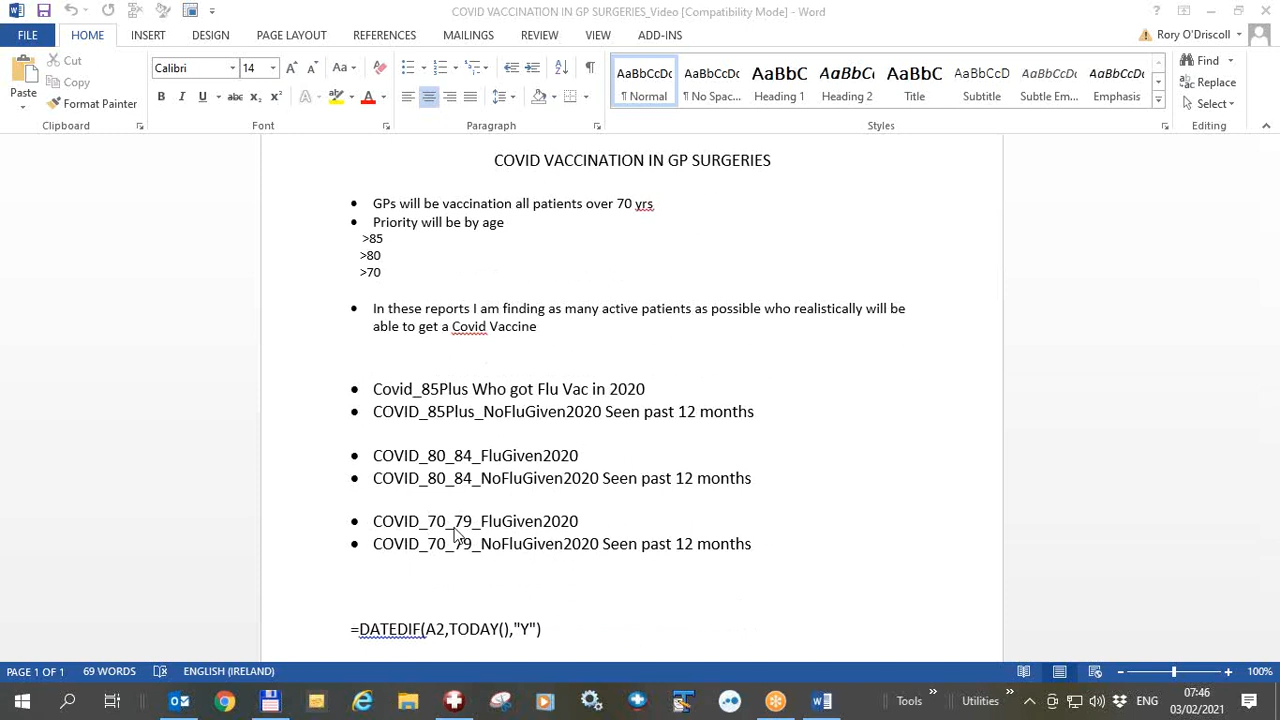 COVID VACCINATION IN GP SURGERIES_Video [Compatibility Mode] - Word
FILE HOME INSERT DESIGN PAGE LAYOUT REFERENCES MAILINGS REVIEW VIEW ADD-INS Rory O'Driscoll
Paste
Cut
Copy
Format Painter
Clipboard
Calibri 14
Font
Paragraph
AaBbCcDc AaBbCcDc AaBbC AaBbCc AaBbC AaBbCcD AaBbCcDc AaBbCcDc
¶ Normal ¶ No Spac... Heading 1 Heading 2 Title Subtitle Subtle Em... Emphasis
Styles
Find
Replace
Select
Editing
COVID VACCINATION IN GP SURGERIES
• GPs will be vaccination all patients over 70 yrs
• Priority will be by age
>85
>80
>70
• In these reports I am finding as many active patients as possible who realistically will be
able to get a Covid Vaccine
• Covid_85Plus Who got Flu Vac in 2020
• COVID_85Plus_NoFluGiven2020 Seen past 12 months
• COVID_80_84_FluGiven2020
• COVID_80_84_NoFluGiven2020 Seen past 12 months
• COVID_70_79_FluGiven2020
• COVID_70_79_NoFluGiven2020 Seen past 12 months
=DATEDIF(A2,TODAY(),"Y")
PAGE 1 OF 1 69 WORDS ENGLISH (IRELAND) 100%
Tools Utilities ENG 07:46
03/02/2021